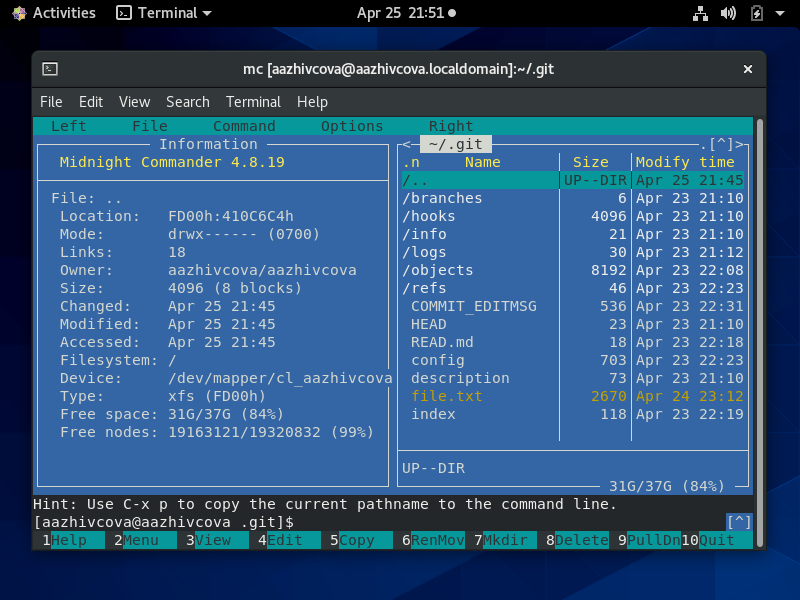 Activities Terminal Apr 25 21:51
mc [aazhivcova@aazhivcova.localdomain]:~/.git
File Edit View Search Terminal Help
Left File Command Options Right
Information
Midnight Commander 4.8.19
File: ..
Location: FD00h:410C6C4h
Mode: drwx------ (0700)
Links: 18
Owner: aazhivcova/aazhivcova
Size: 4096 (8 blocks)
Changed: Apr 25 21:45
Modified: Apr 25 21:45
Accessed: Apr 25 21:45
Filesystem: /
Device: /dev/mapper/cl_aazhivcova
Type: xfs (FD00h)
Free space: 31G/37G (84%)
Free nodes: 19163121/19320832 (99%)
<─ ~/.git ─.[^]>
.n Name Size Modify time
/.. UP--DIR Apr 25 21:45
/branches 6 Apr 23 21:10
/hooks 4096 Apr 23 21:10
/info 21 Apr 23 21:10
/logs 30 Apr 23 21:12
/objects 8192 Apr 23 22:08
/refs 46 Apr 23 22:23
COMMIT_EDITMSG 536 Apr 23 22:31
HEAD 23 Apr 23 21:10
READ.md 18 Apr 23 22:18
config 703 Apr 23 22:23
description 73 Apr 23 21:10
file.txt 2670 Apr 24 23:12
index 118 Apr 23 22:19
UP--DIR
31G/37G (84%)
Hint: Use C-x p to copy the current pathname to the command line.
[aazhivcova@aazhivcova .git]$ [^]
1Help 2Menu 3View 4Edit 5Copy 6RenMov 7Mkdir 8Delete 9PullDn 10Quit